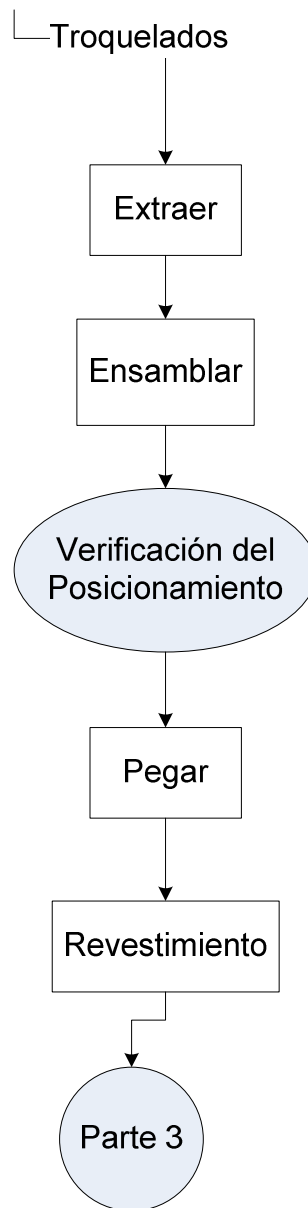 Troquelados
Extraer
Ensamblar
Verificación del
Posicionamiento
Pegar
Revestimiento
Parte 3